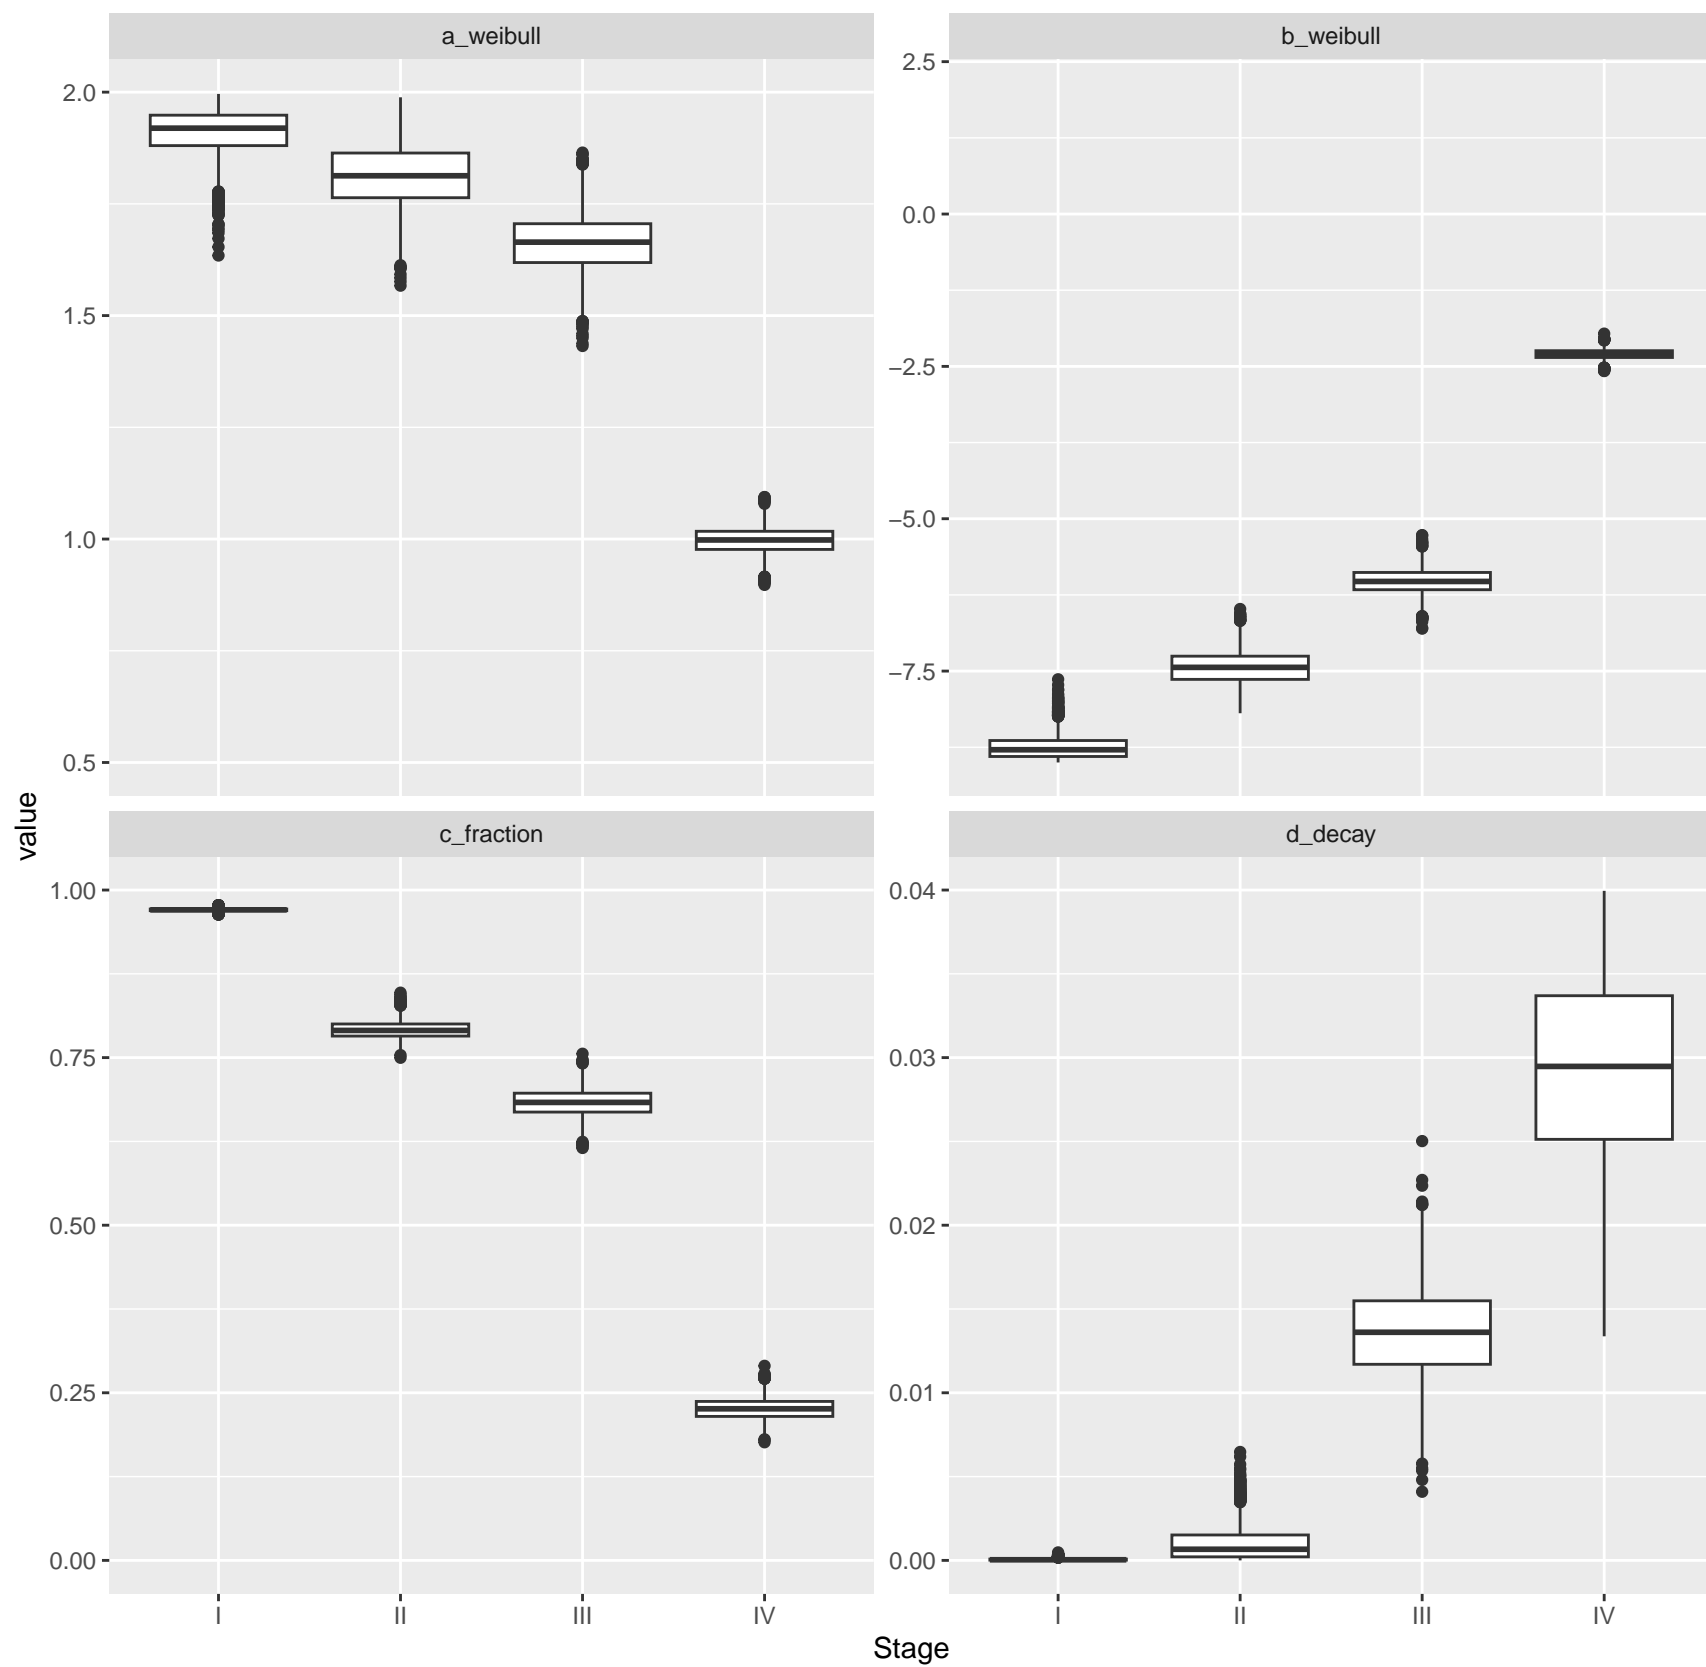 a_weibull
b_weibull
2.0
1.5
1.0
0.5
2.5
0.0
−2.5
−5.0
−7.5
value
c_fraction
d_decay
1.00
0.75
0.50
0.25
0.00
0.04
0.03
0.02
0.01
0.00
I II III IV
I II III IV
Stage